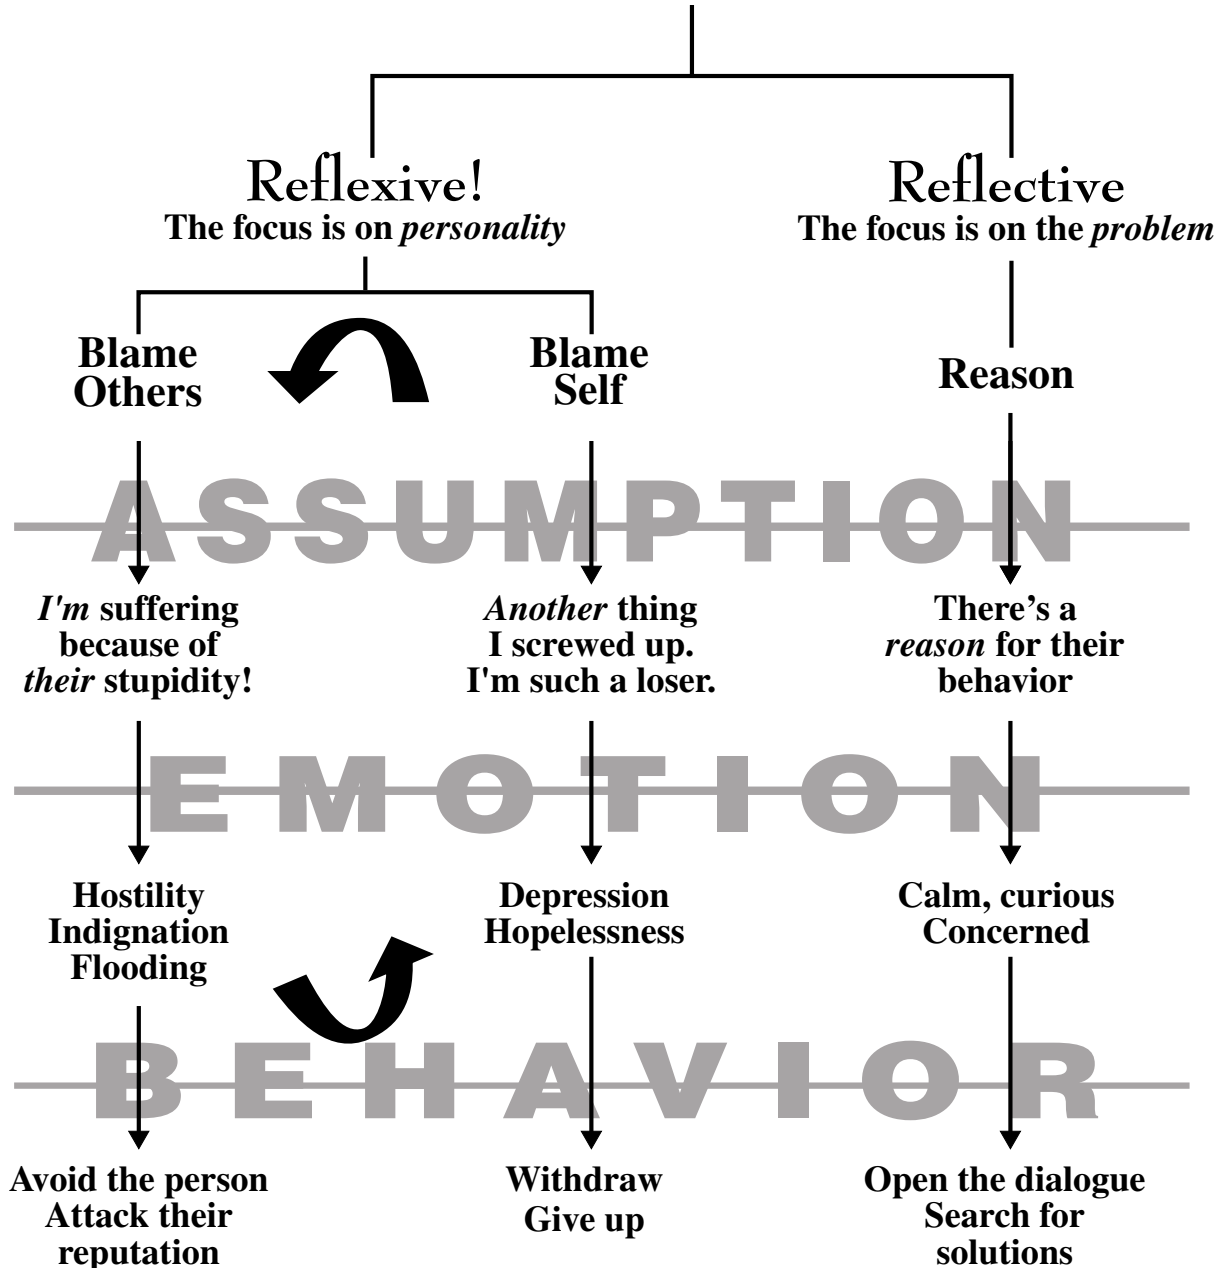 Reflexive!
The focus is on personality
Reflective
The focus is on the problem
Blame
Others
Blame
Self
Reason
ASSUMPTION
I'm suffering
because of
their stupidity!
Another thing
I screwed up.
I'm such a loser.
There’s a
reason for their
behavior
EMOTION
Hostility
Indignation
Flooding
Depression
Hopelessness
Calm, curious
Concerned
BEHAVIOR
Avoid the person
Attack their
reputation
Withdraw
Give up
Open the dialogue
Search for
solutions